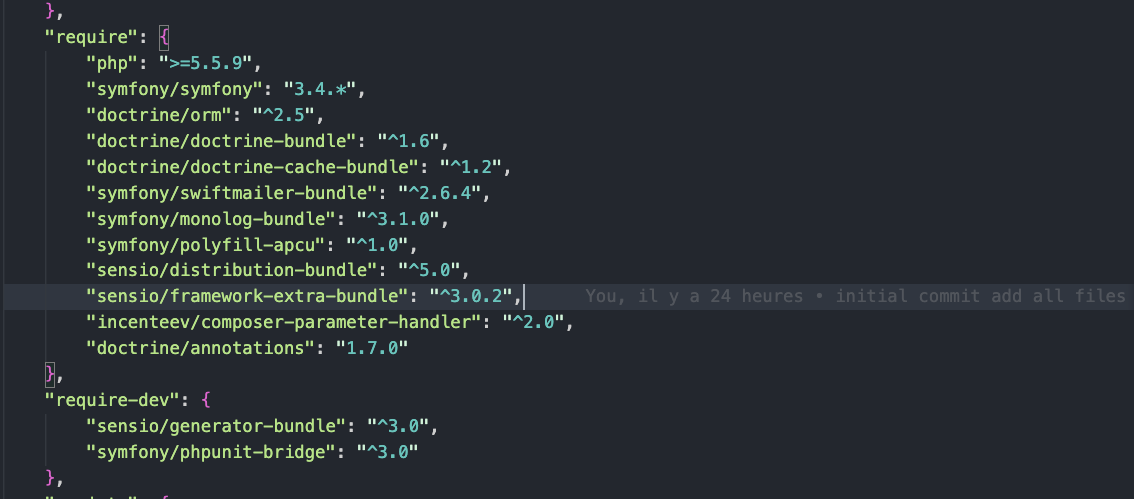 },
"require": {
"php": ">=5.5.9",
"symfony/symfony": "3.4.*",
"doctrine/orm": "^2.5",
"doctrine/doctrine-bundle": "^1.6",
"doctrine/doctrine-cache-bundle": "^1.2",
"symfony/swiftmailer-bundle": "^2.6.4",
"symfony/monolog-bundle": "^3.1.0",
"symfony/polyfill-apcu": "^1.0",
"sensio/distribution-bundle": "^5.0",
"sensio/framework-extra-bundle": "^3.0.2", You, il y a 24 heures • initial commit add all files
"incenteev/composer-parameter-handler": "^2.0",
"doctrine/annotations": "1.7.0"
},
"require-dev": {
"sensio/generator-bundle": "^3.0",
"symfony/phpunit-bridge": "^3.0"
},